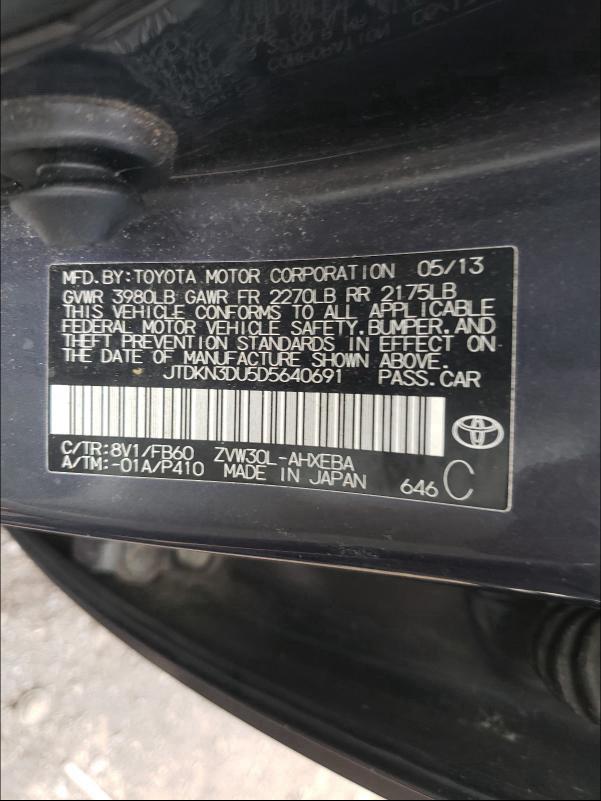 MFD.BY:TOYOTA MOTOR CORPORATION 05/13
GVWR 3980LB GAWR FR 2270LB RR 2175LB
THIS VEHICLE CONFORMS TO ALL APPLICABLE
FEDERAL MOTOR VEHICLE SAFETY,BUMPER,AND
THEFT PREVENTION STANDARDS IN EFFECT ON
THE DATE OF MANUFACTURE SHOWN ABOVE.
JTDKN3DU5D5640691 PASS.CAR
C/TR:8V1/FB60 ZVW30L-AHXEBA
A/TM:-01A/P410 MADE IN JAPAN 646 C